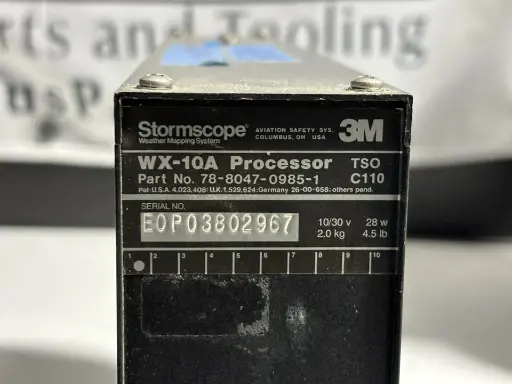 arts and Tooling
Stormscope®
Weather Mapping System
AVIATION SAFETY SYS.
COLUMBUS, OH USA
3M
WX-10A Processor TSO
Part No. 78-8047-0985-1 C110
Pat. U.S.A. 4,023,408; U.K. 1,529,624; Germany 26-00-658; others pend.
SERIAL NO.
E0P03802967
10/30 v 28 w
2.0 kg 4.5 lb
1 2 3 4 5 6 7 8 9 10